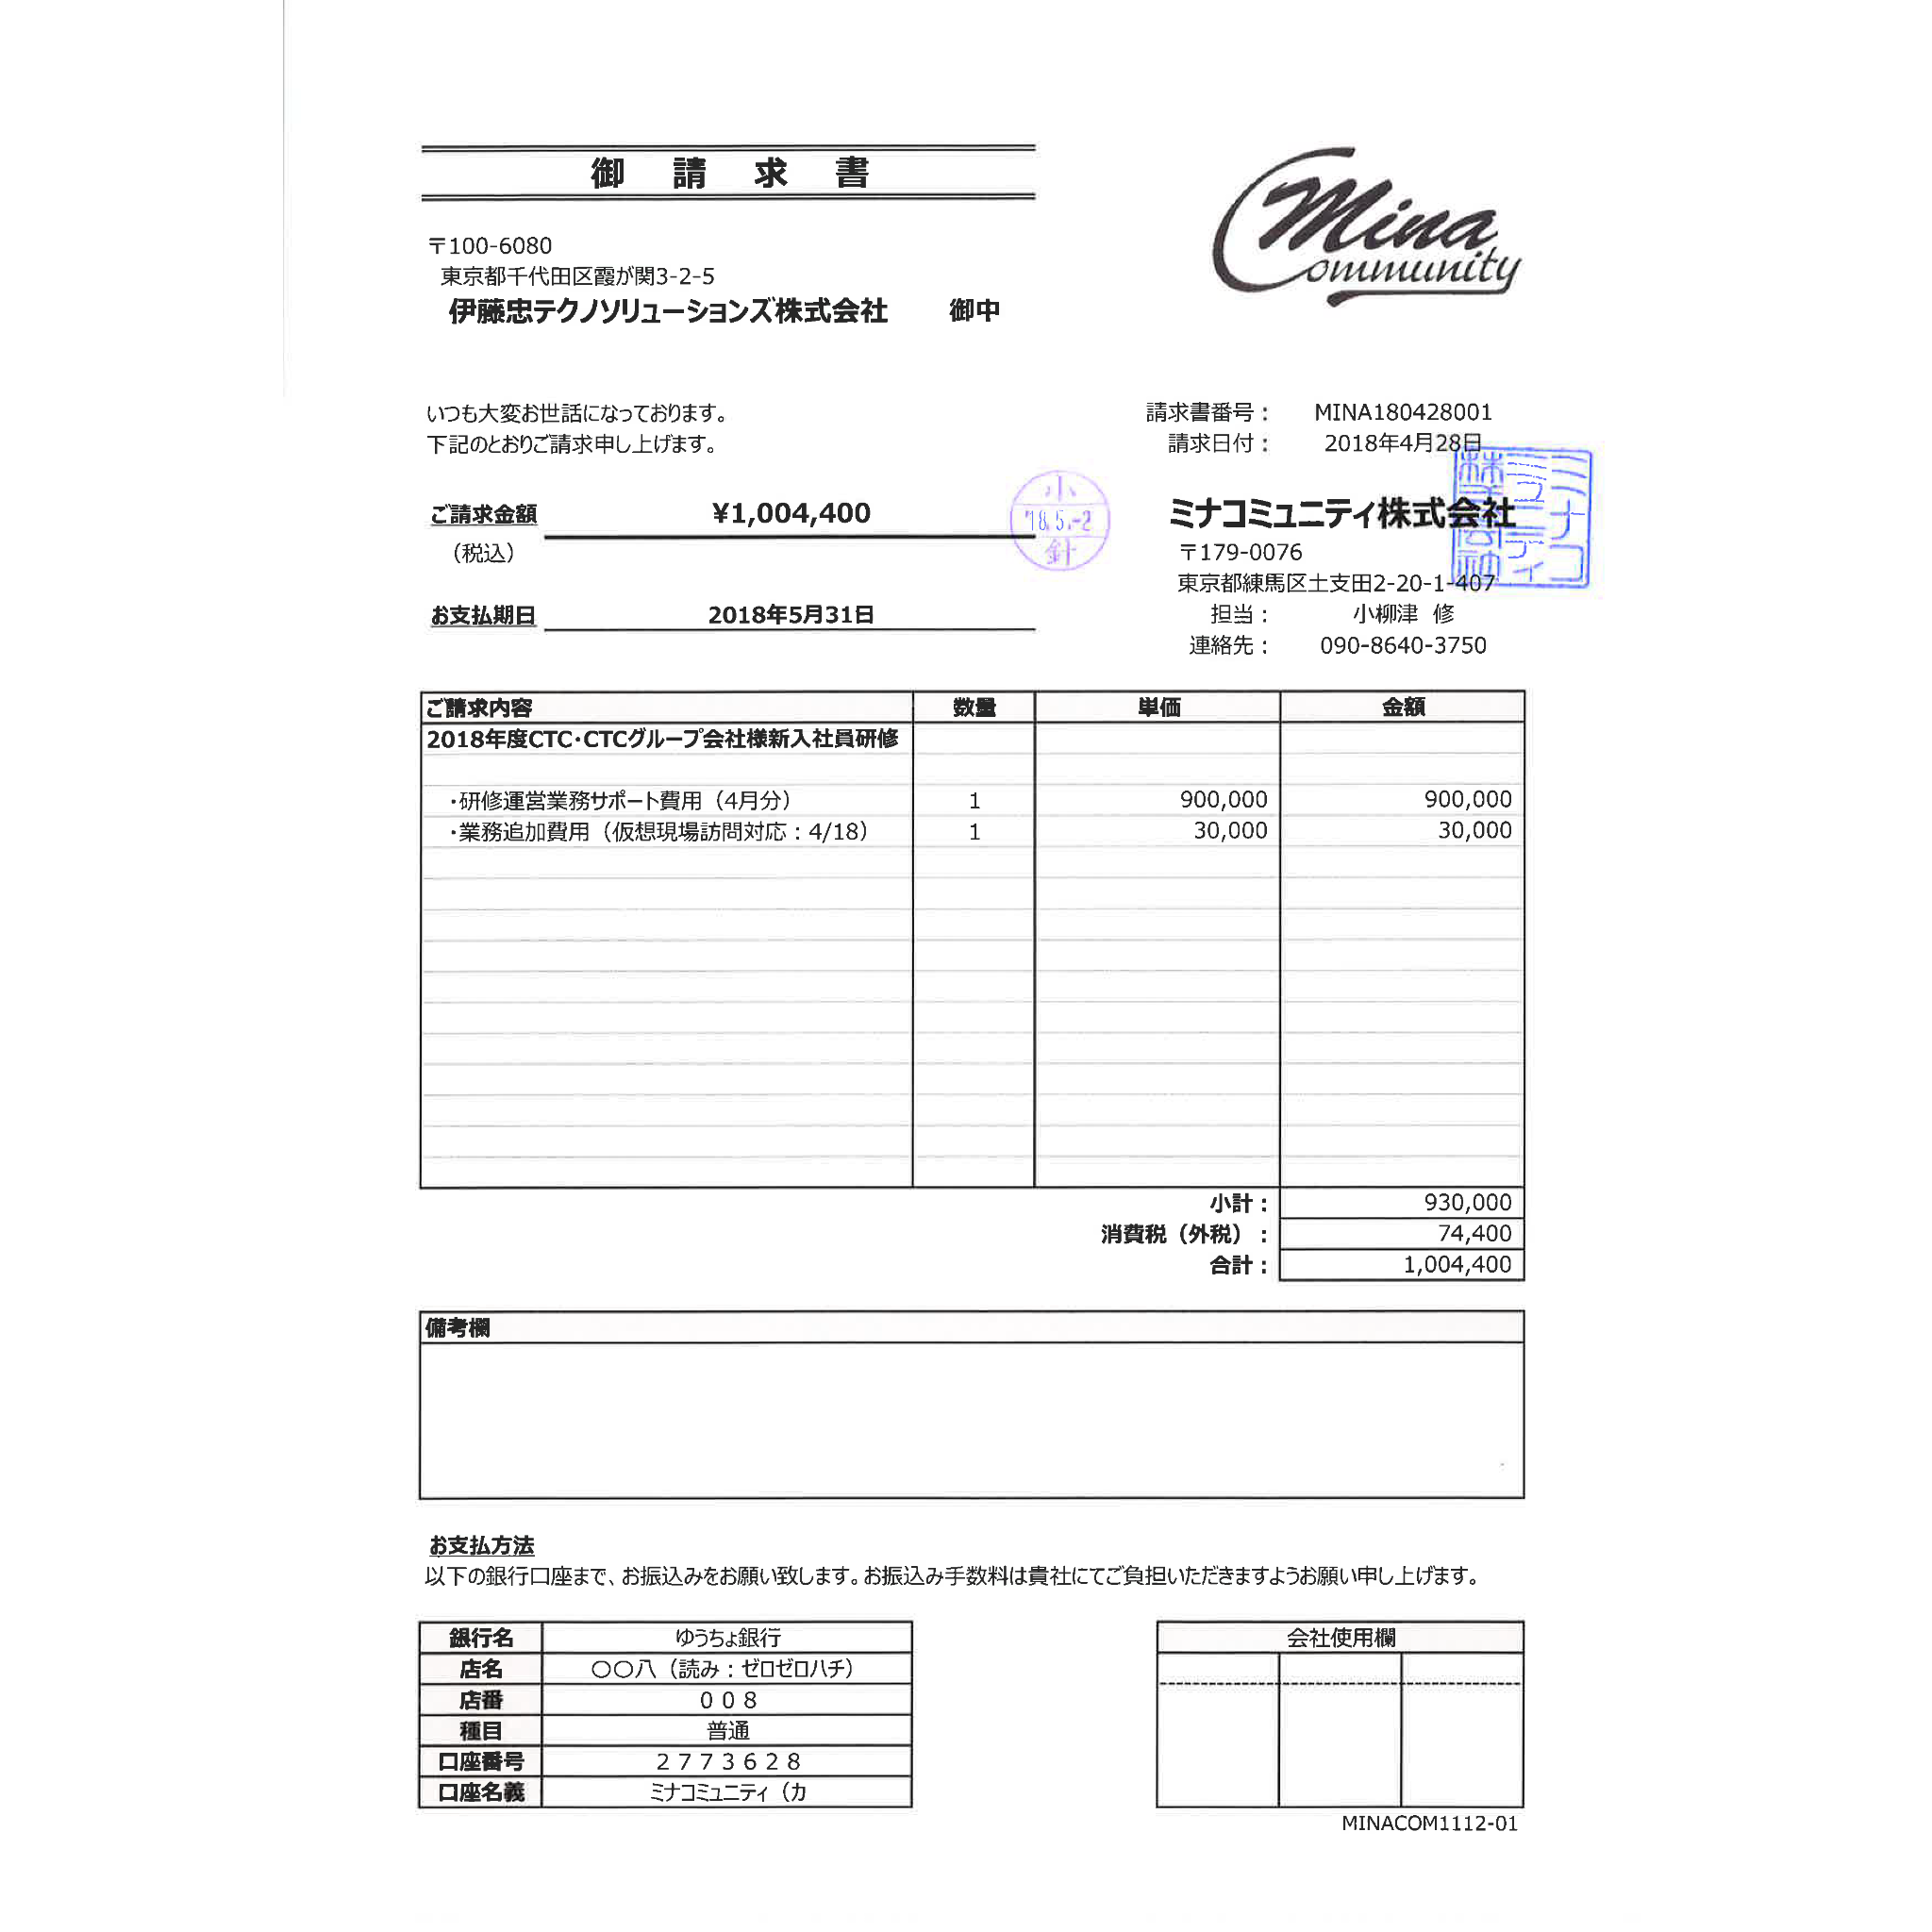 御請求書
Mina Community
〒100-6080
東京都千代田区霞が関3-2-5
伊藤忠テクノソリューションズ株式会社 御中
いつも大変お世話になっております。
下記のとおりご請求申し上げます。
請求書番号： MINA180428001
請求日付： 2018年4月28日
ご請求金額 ¥1,004,400
（税込）
お支払期日 2018年5月31日
小
'18.5.-2
針
ミナコミュニティ株式会社
〒179-0076
東京都練馬区土支田2-20-1-407
担当： 小柳津 修
連絡先： 090-8640-3750
ミナコ
ミュニティ
株式会社
ご請求内容 数量 単価 金額
2018年度CTC・CTCグループ会社様新入社員研修
・研修運営業務サポート費用（4月分） 1 900,000 900,000
・業務追加費用（仮想現場訪問対応：4/18） 1 30,000 30,000
小計： 930,000
消費税（外税）： 74,400
合計： 1,004,400
備考欄
お支払方法
以下の銀行口座まで、お振込みをお願い致します。お振込み手数料は貴社にてご負担いただきますようお願い申し上げます。
銀行名 ゆうちょ銀行
店名 〇〇八（読み：ゼロゼロハチ）
店番 ００８
種目 普通
口座番号 ２７７３６２８
口座名義 ミナコミュニティ（カ
会社使用欄
MINACOM1112-01